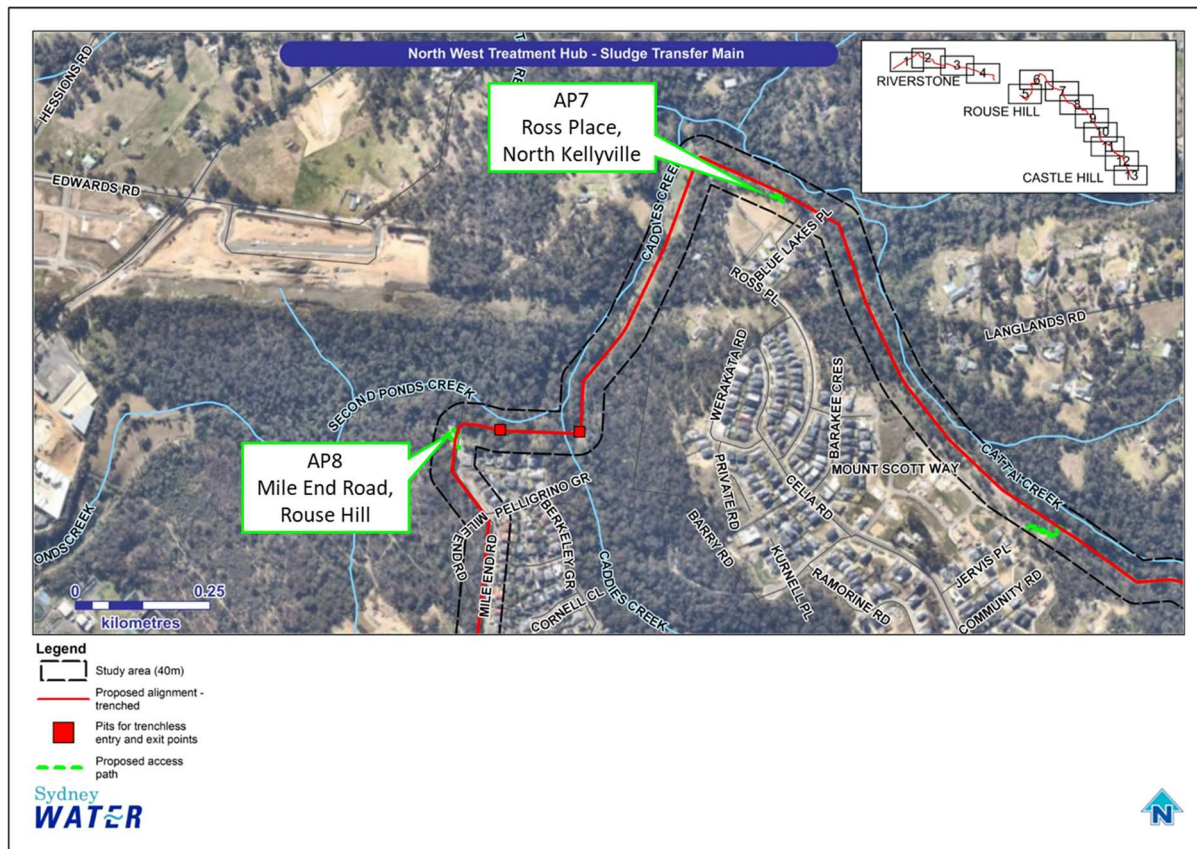 North West Treatment Hub - Sludge Transfer Main
HESSIONS RD
EDWARDS RD
AP7
Ross Place,
North Kellyville
1
2
3
4
RIVERSTONE
5
6
7
8
9
10
11
12
13
ROUSE HILL
CASTLE HILL
CADDIES CREEK
BLUE LAKES PL
ROSS PL
LANGLANDS RD
WERAKATA RD
BARAKEE CRES
SECOND PONDS CREEK
AP8
Mile End Road,
Rouse Hill
PONDS CREEK
MOUNT SCOTT WAY
CATTAI CREEK
PRIVATE RD
CELIA RD
BARRY RD
PELLIGRINO GR
BERKELEY GR
MILE END RD
MILE END RD
CADDIES CREEK
KURNELL PL
RAMORINE RD
JERVIS PL
COMMUNITY RD
CORNELL CL
0 0.25
kilometres
Legend
Study area (40m)
Proposed alignment -
trenched
Pits for trenchless
entry and exit points
Proposed access
path
Sydney
WATER
N